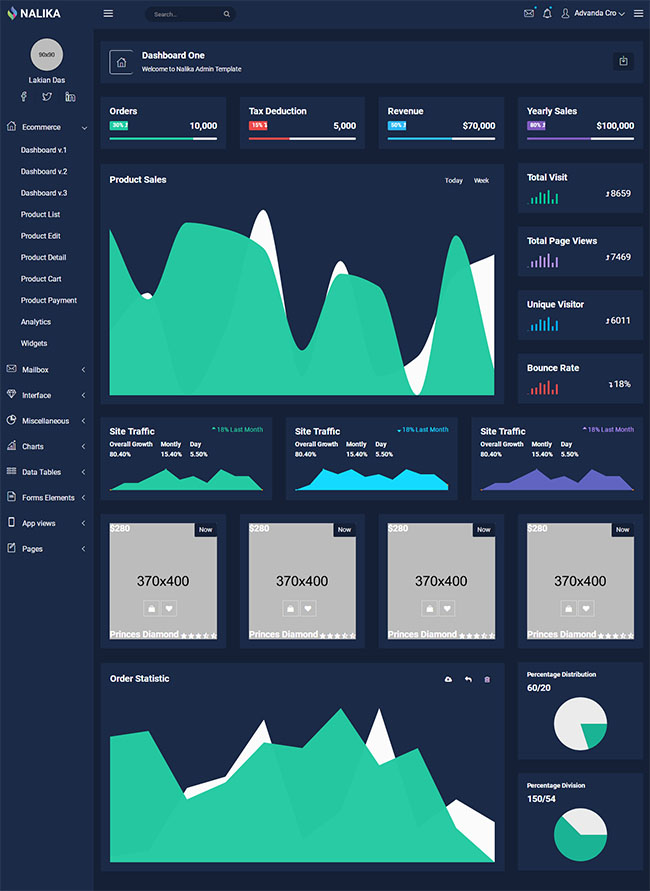 NALIKA
Search...
Advanda Cro
90x90
Lakian Das
Ecommerce
Dashboard v.1
Dashboard v.2
Dashboard v.3
Product List
Product Edit
Product Detail
Product Cart
Product Payment
Analytics
Widgets
Mailbox
Interface
Miscellaneous
Charts
Data Tables
Forms Elements
App views
Pages
Dashboard One
Welcome to Nalika Admin Template
Orders
30%
10,000
Tax Deduction
15%
5,000
Revenue
50%
$70,000
Yearly Sales
80%
$100,000
Product Sales
Today Week
Total Visit
8659
Total Page Views
7469
Unique Visitor
6011
Bounce Rate
18%
Site Traffic
18% Last Month
Overall Growth Montly Day
80.40% 15.40% 5.50%
Site Traffic
18% Last Month
Overall Growth Montly Day
80.40% 15.40% 5.50%
Site Traffic
18% Last Month
Overall Growth Montly Day
80.40% 15.40% 5.50%
$280
Now
370x400
Princes Diamond
$280
Now
370x400
Princes Diamond
$280
Now
370x400
Princes Diamond
$280
Now
370x400
Princes Diamond
Order Statistic
Percentage Distribution
60/20
Percentage Division
150/54